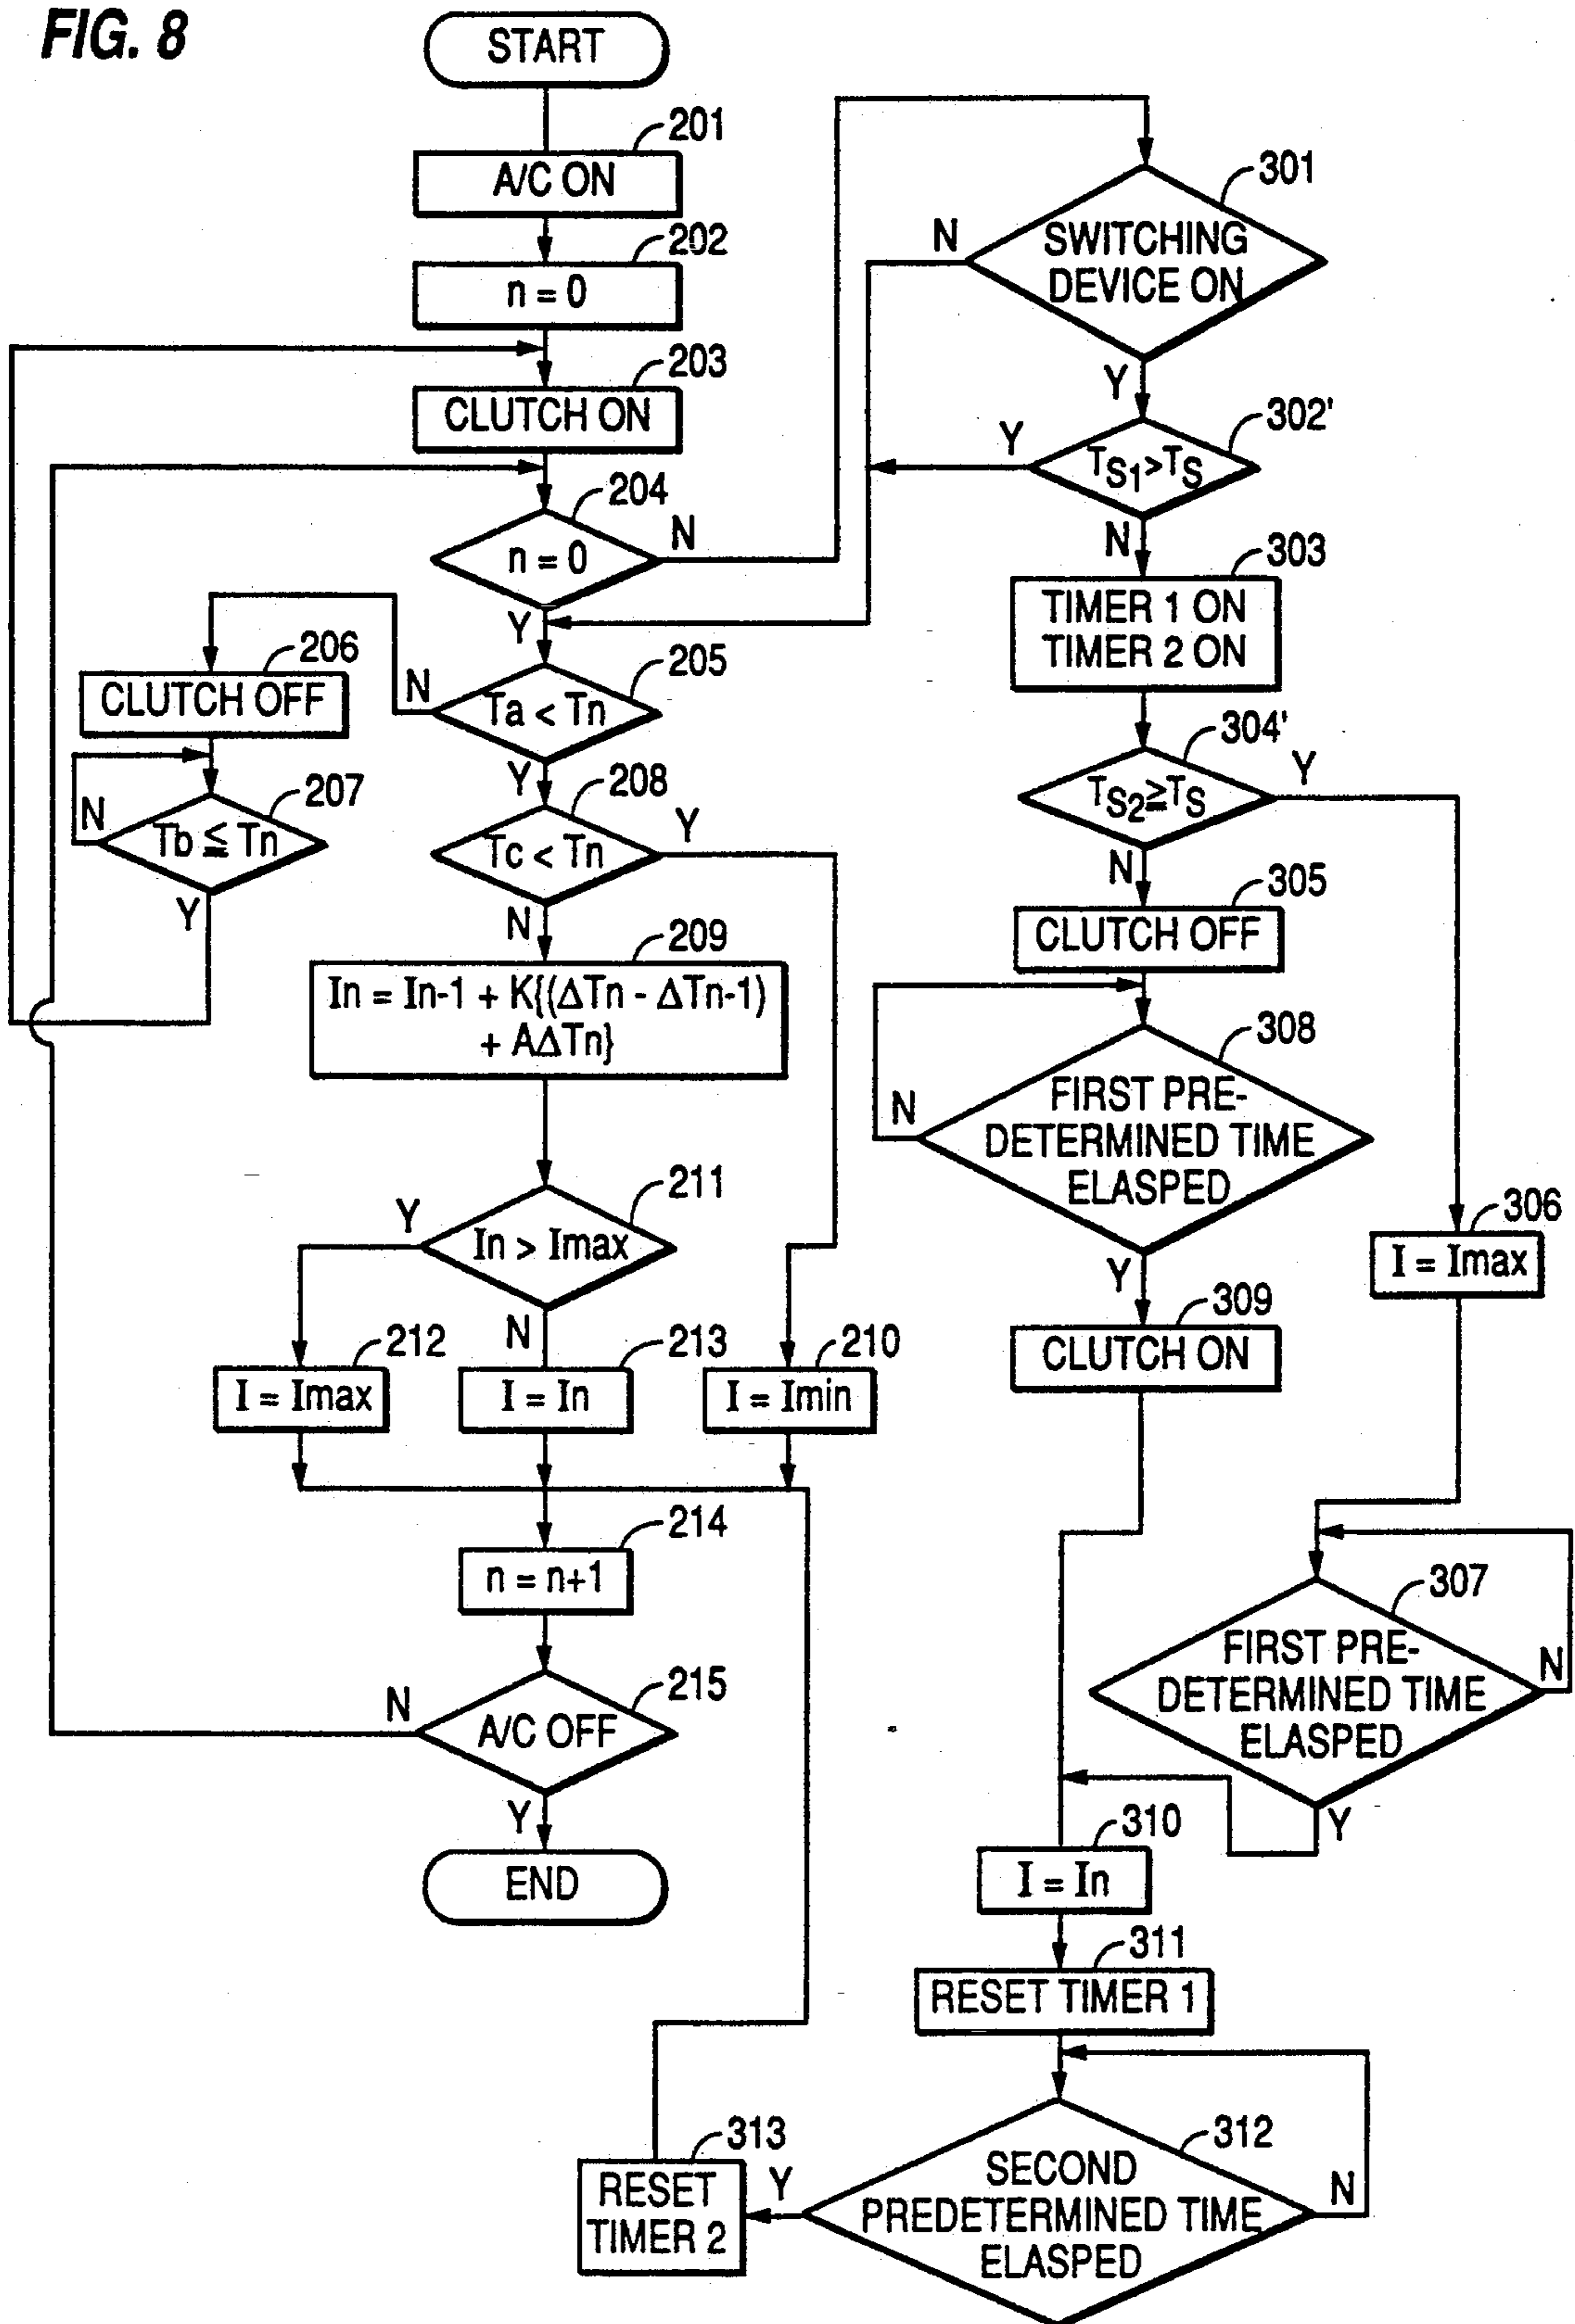 FIG. 8
START
201
A/C ON
202
n = 0
203
CLUTCH ON
204
n = 0
N
Y
205
Ta < Tn
N
Y
206
CLUTCH OFF
207
Tb ≦ Tn
N
Y
208
Tc < Tn
Y
N
209
In = In-1 + K{(ΔTn - ΔTn-1)
+ AΔTn}
211
In > Imax
Y
N
212
I = Imax
213
I = In
210
I = Imin
214
n = n+1
215
A/C OFF
N
Y
END
301
SWITCHING
DEVICE ON
N
Y
302'
TS1>TS
Y
N
303
TIMER 1 ON
TIMER 2 ON
304'
TS2≧TS
Y
N
305
CLUTCH OFF
308
FIRST PRE-
DETERMINED TIME
ELASPED
N
Y
309
CLUTCH ON
306
I = Imax
307
FIRST PRE-
DETERMINED TIME
ELASPED
N
Y
310
I = In
311
RESET TIMER 1
312
SECOND
PREDETERMINED TIME
ELASPED
N
Y
313
RESET
TIMER 2